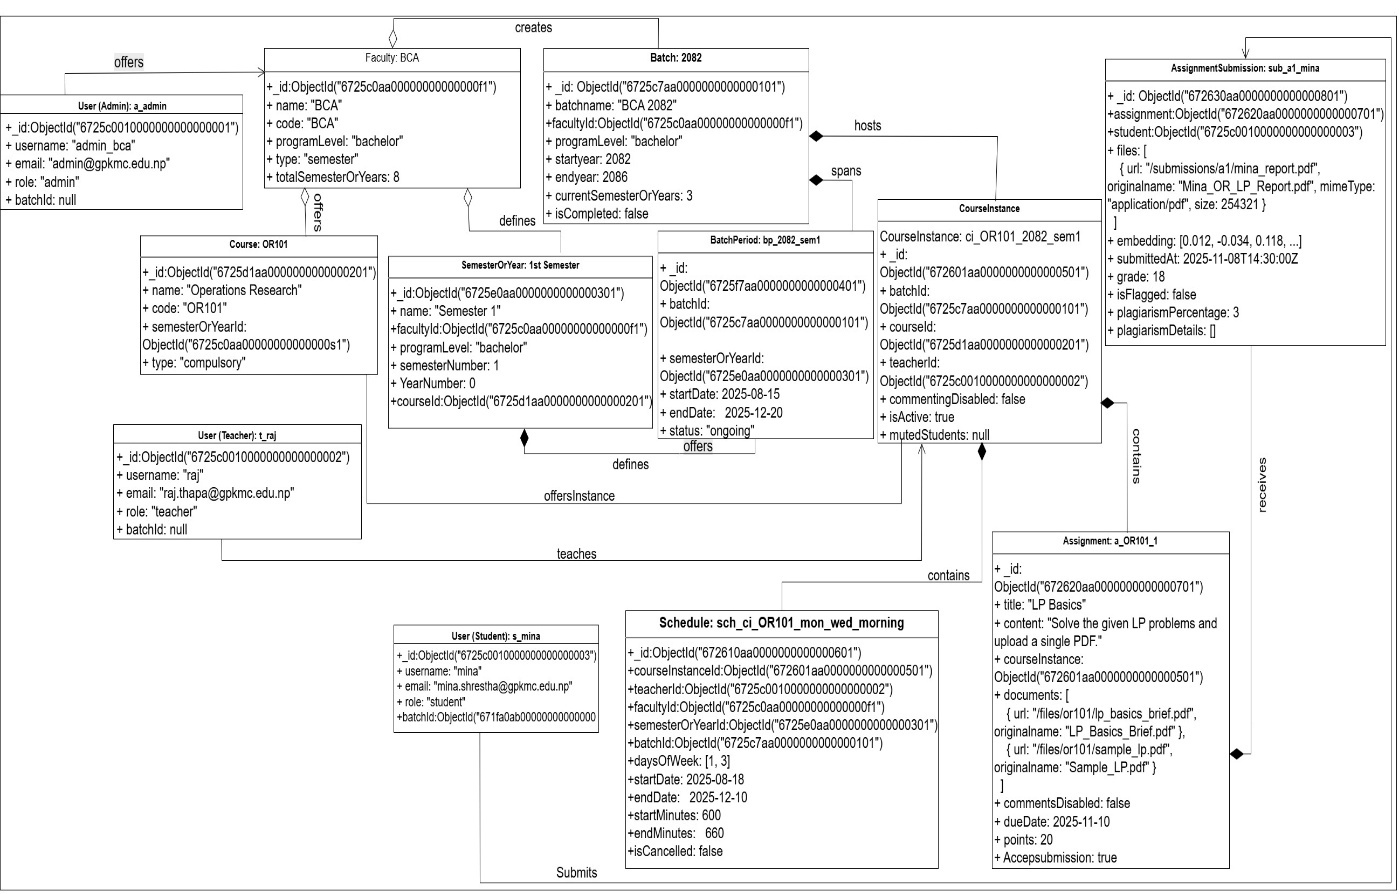 creates
offers
Faculty: BCA
+ _id:ObjectId("6725c0aa00000000000000f1")
+ name: "BCA"
+ code: "BCA"
+ programLevel: "bachelor"
+ type: "semester"
+ totalSemesterOrYears: 8
Batch: 2082
+ _id: ObjectId("6725c7aa0000000000000101")
+ batchname: "BCA 2082"
+facultyId:ObjectId("6725c0aa00000000000000f1")
+ programLevel: "bachelor"
+ startyear: 2082
+ endyear: 2086
+ currentSemesterOrYears: 3
+ isCompleted: false
AssignmentSubmission: sub_a1_mina
+ _id: ObjectId("672630aa0000000000000801")
+assignment:ObjectId("672620aa0000000000000701")
+student:ObjectId("6725c0010000000000000003")
+ files: [
{ url: "/submissions/a1/mina_report.pdf",
originalname: "Mina_OR_LP_Report.pdf", mimeType:
"application/pdf", size: 254321 }
]
+ embedding: [0.012, -0.034, 0.118, ...]
+ submittedAt: 2025-11-08T14:30:00Z
+ grade: 18
+ isFlagged: false
+ plagiarismPercentage: 3
+ plagiarismDetails: []
User (Admin): a_admin
+_id:ObjectId("6725c0010000000000000001")
+ username: "admin_bca"
+ email: "admin@gpkmc.edu.np"
+ role: "admin"
+ batchId: null
hosts
spans
offers
defines
Course: OR101
+_id:ObjectId("6725d1aa0000000000000201")
+ name: "Operations Research"
+ code: "OR101"
+ semesterOrYearId:
ObjectId("6725c0aa00000000000000s1")
+ type: "compulsory"
SemesterOrYear: 1st Semester
+_id:ObjectId("6725e0aa0000000000000301")
+ name: "Semester 1"
+facultyId:ObjectId("6725c0aa00000000000000f1")
+ programLevel: "bachelor"
+ semesterNumber: 1
+ YearNumber: 0
+courseId:ObjectId("6725d1aa0000000000000201")
BatchPeriod: bp_2082_sem1
+ _id:
ObjectId("6725f7aa0000000000000401")
+ batchId:
ObjectId("6725c7aa0000000000000101")
+ semesterOrYearId:
ObjectId("6725e0aa0000000000000301")
+ startDate: 2025-08-15
+ endDate: 2025-12-20
+ status: "ongoing"
CourseInstance
CourseInstance: ci_OR101_2082_sem1
+ _id:
ObjectId("672601aa0000000000000501")
+ batchId:
ObjectId("6725c7aa0000000000000101")
+ courseId:
ObjectId("6725d1aa0000000000000201")
+ teacherId:
ObjectId("6725c0010000000000000002")
+ commentingDisabled: false
+ isActive: true
+ mutedStudents: null
User (Teacher): t_raj
+_id:ObjectId("6725c0010000000000000002")
+ username: "raj"
+ email: "raj.thapa@gpkmc.edu.np"
+ role: "teacher"
+ batchId: null
offers
defines
offersInstance
teaches
contains
receives
contains
Assignment: a_OR101_1
+ _id:
ObjectId("672620aa0000000000000701")
+ title: "LP Basics"
+ content: "Solve the given LP problems and
upload a single PDF."
+ courseInstance:
ObjectId("672601aa0000000000000501")
+ documents: [
{ url: "/files/or101/lp_basics_brief.pdf",
originalname: "LP_Basics_Brief.pdf" },
{ url: "/files/or101/sample_lp.pdf",
originalname: "Sample_LP.pdf" }
]
+ commentsDisabled: false
+ dueDate: 2025-11-10
+ points: 20
+ Accepsubmission: true
Schedule: sch_ci_OR101_mon_wed_morning
+_id:ObjectId("672610aa0000000000000601")
+courseInstanceId:ObjectId("672601aa0000000000000501")
+teacherId:ObjectId("6725c0010000000000000002")
+facultyId:ObjectId("6725c0aa00000000000000f1")
+semesterOrYearId:ObjectId("6725e0aa0000000000000301")
+batchId:ObjectId("6725c7aa0000000000000101")
+daysOfWeek: [1, 3]
+startDate: 2025-08-18
+endDate: 2025-12-10
+startMinutes: 600
+endMinutes: 660
+isCancelled: false
User (Student): s_mina
+_id:ObjectId("6725c0010000000000000003")
+ username: "mina"
+ email: "mina.shrestha@gpkmc.edu.np"
+ role: "student"
+batchId:ObjectId("671fa0ab00000000000000
Submits